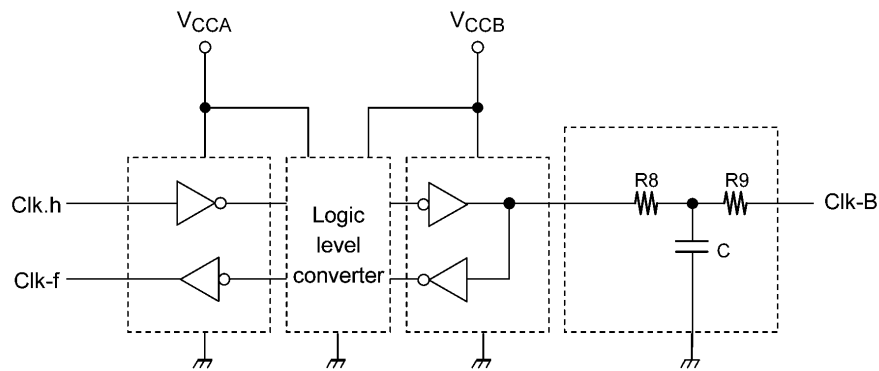 VCCA
VCCB
R8
R9
Clk.h
Clk-B
Logic
level
converter
C
Clk-f